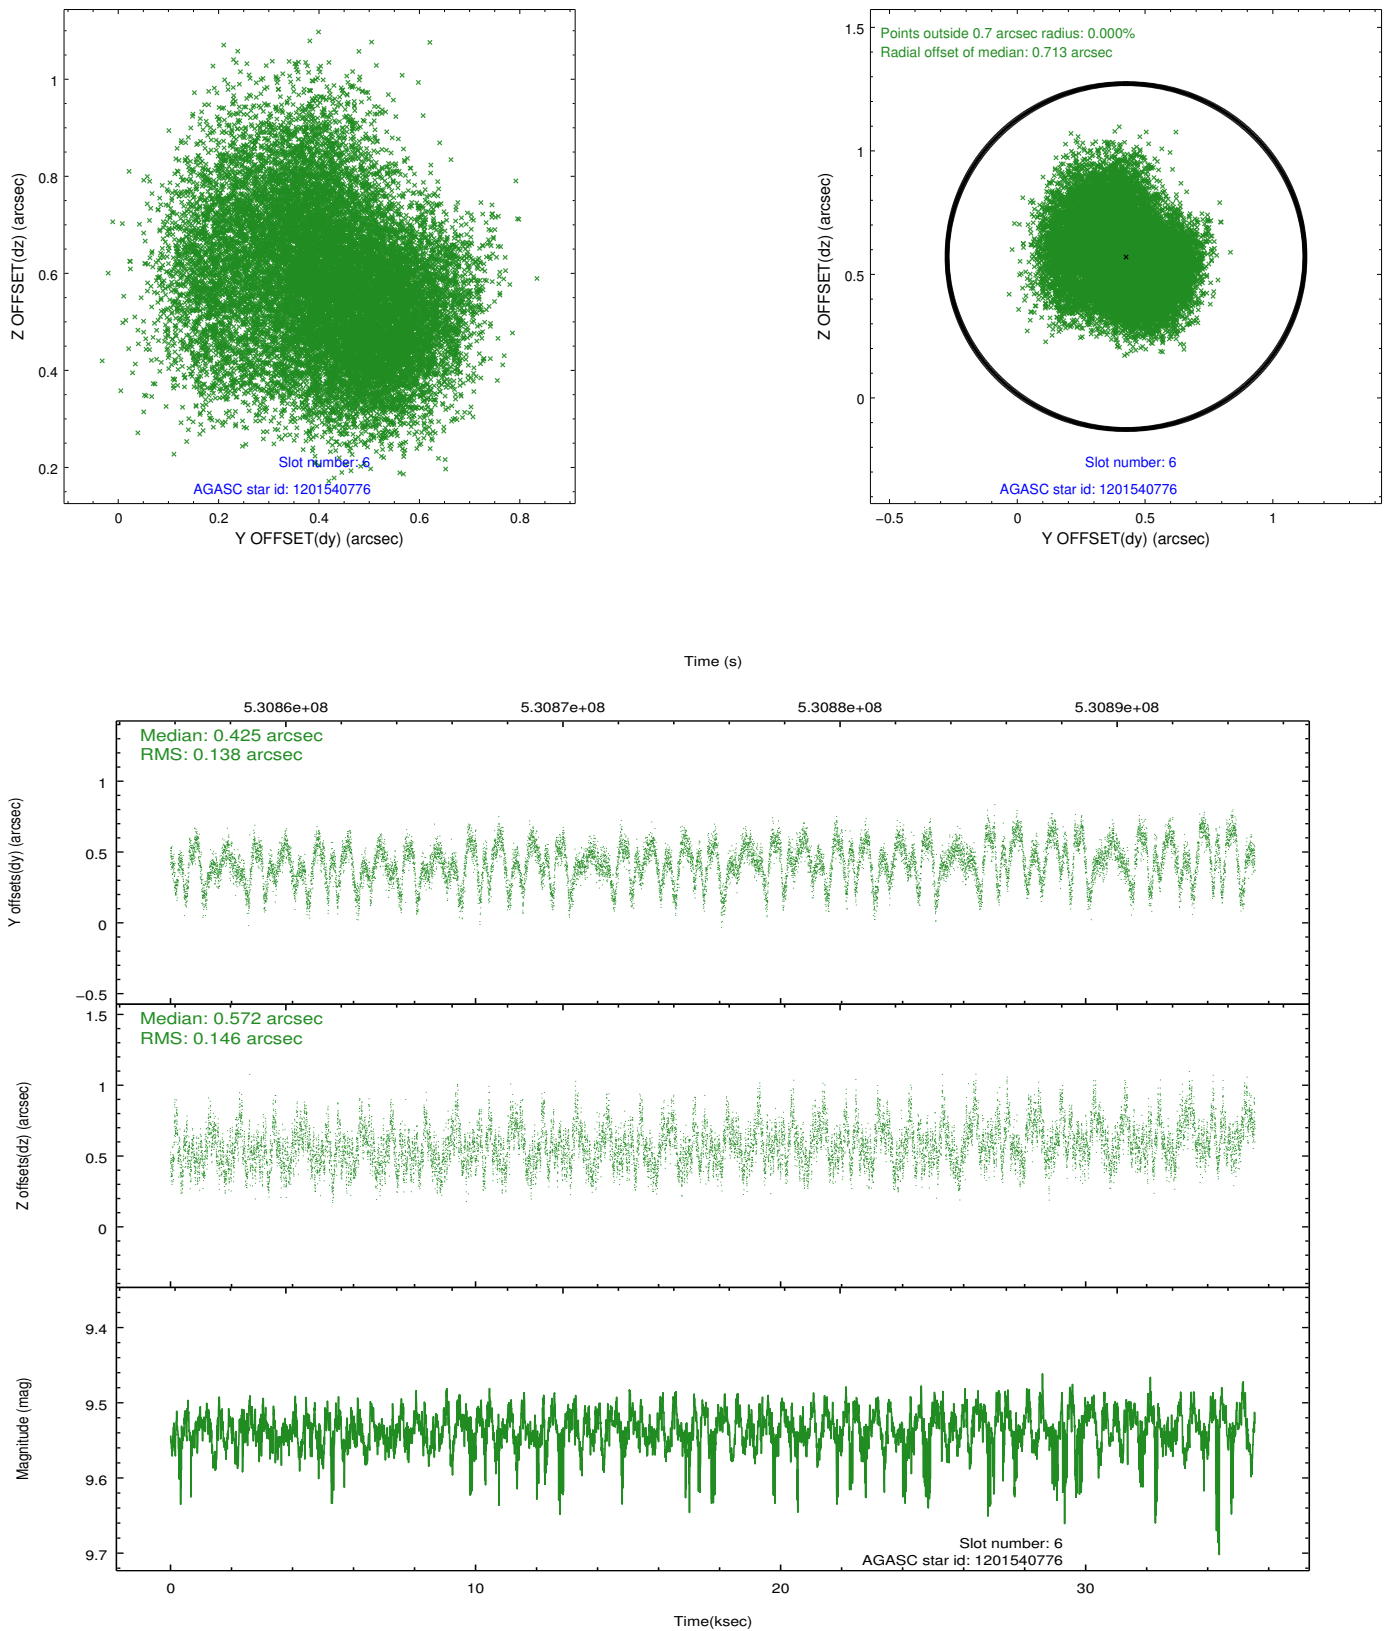 1
0.8
0.6
0.4
0.2
Z OFFSET(dz) (arcsec)
Slot number: 6
AGASC star id: 1201540776
0 0.2 0.4 0.6 0.8
Y OFFSET(dy) (arcsec)
Points outside 0.7 arcsec radius: 0.000%
Radial offset of median: 0.713 arcsec
1.5
1
0.5
0
Z OFFSET(dz) (arcsec)
Slot number: 6
AGASC star id: 1201540776
−0.5 0 0.5 1
Y OFFSET(dy) (arcsec)
Time (s)
5.3086e+08 5.3087e+08 5.3088e+08 5.3089e+08
Median: 0.425 arcsec
RMS: 0.138 arcsec
1
0.5
0
−0.5
Y offsets(dy) (arcsec)
Median: 0.572 arcsec
RMS: 0.146 arcsec
1.5
1
0.5
0
Z offsets(dz) (arcsec)
9.4
9.5
9.6
9.7
Magnitude (mag)
Slot number: 6
AGASC star id: 1201540776
0 10 20 30
Time(ksec)